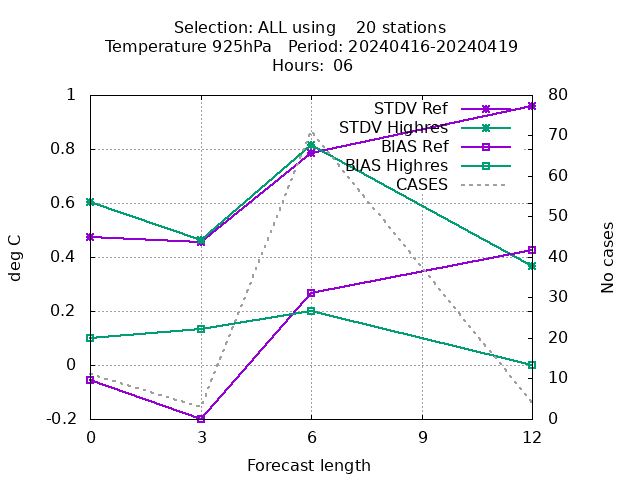 Selection: ALL using    20 stations
Temperature 925hPa   Period: 20240416-20240419
Hours:  06
STDV Ref
STDV Highres
BIAS Ref
BIAS Highres
CASES
deg C
1
0.8
0.6
0.4
0.2
0
-0.2
80
70
60
50
40
30
20
10
0
No cases
0 3 6 9 12
Forecast length